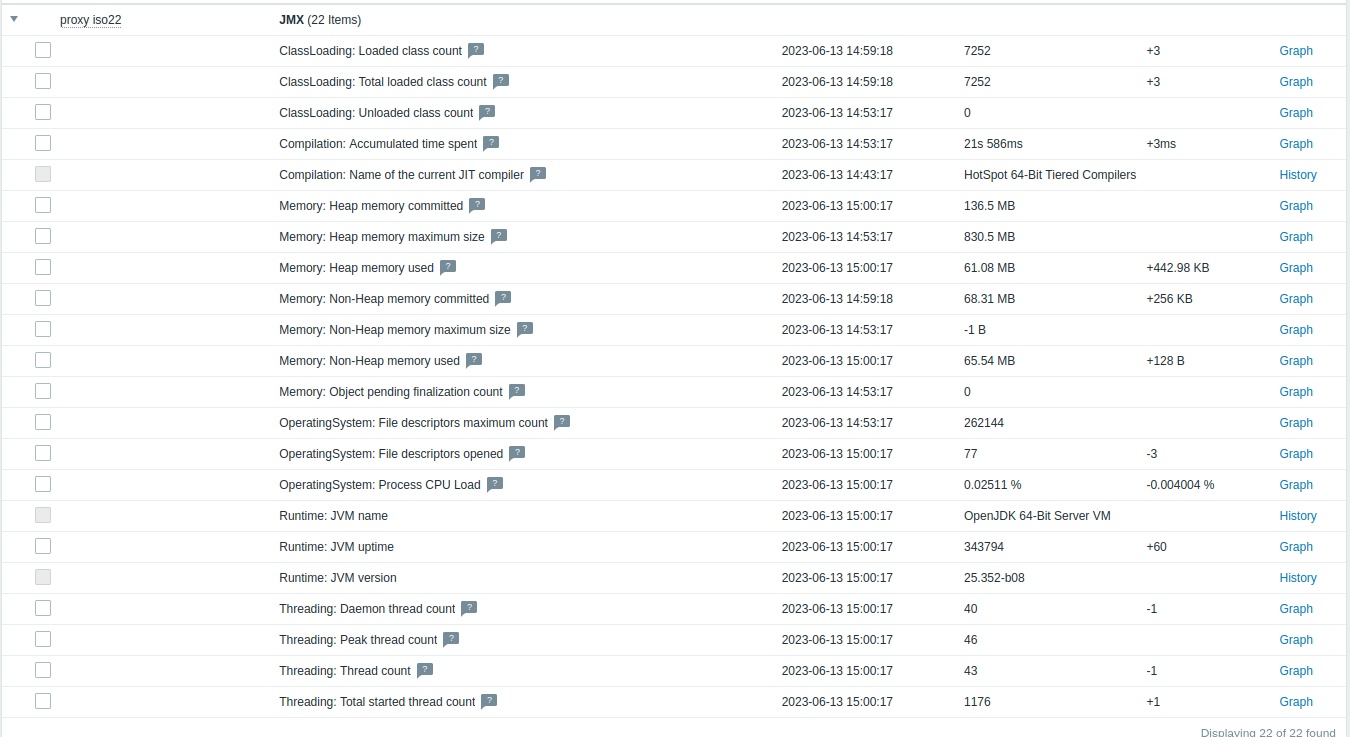 proxy iso22 JMX (22 Items)
ClassLoading: Loaded class count ? 2023-06-13 14:59:18 7252 +3 Graph
ClassLoading: Total loaded class count ? 2023-06-13 14:59:18 7252 +3 Graph
ClassLoading: Unloaded class count ? 2023-06-13 14:53:17 0 Graph
Compilation: Accumulated time spent ? 2023-06-13 14:53:17 21s 586ms +3ms Graph
Compilation: Name of the current JIT compiler ? 2023-06-13 14:43:17 HotSpot 64-Bit Tiered Compilers History
Memory: Heap memory committed ? 2023-06-13 15:00:17 136.5 MB Graph
Memory: Heap memory maximum size ? 2023-06-13 14:53:17 830.5 MB Graph
Memory: Heap memory used ? 2023-06-13 15:00:17 61.08 MB +442.98 KB Graph
Memory: Non-Heap memory committed ? 2023-06-13 14:59:18 68.31 MB +256 KB Graph
Memory: Non-Heap memory maximum size ? 2023-06-13 14:53:17 -1 B Graph
Memory: Non-Heap memory used ? 2023-06-13 15:00:17 65.54 MB +128 B Graph
Memory: Object pending finalization count ? 2023-06-13 14:53:17 0 Graph
OperatingSystem: File descriptors maximum count ? 2023-06-13 14:53:17 262144 Graph
OperatingSystem: File descriptors opened ? 2023-06-13 15:00:17 77 -3 Graph
OperatingSystem: Process CPU Load ? 2023-06-13 15:00:17 0.02511 % -0.004004 % Graph
Runtime: JVM name 2023-06-13 15:00:17 OpenJDK 64-Bit Server VM History
Runtime: JVM uptime 2023-06-13 15:00:17 343794 +60 Graph
Runtime: JVM version 2023-06-13 15:00:17 25.352-b08 History
Threading: Daemon thread count ? 2023-06-13 15:00:17 40 -1 Graph
Threading: Peak thread count ? 2023-06-13 15:00:17 46 Graph
Threading: Thread count ? 2023-06-13 15:00:17 43 -1 Graph
Threading: Total started thread count ? 2023-06-13 15:00:17 1176 +1 Graph
Displaying 22 of 22 found